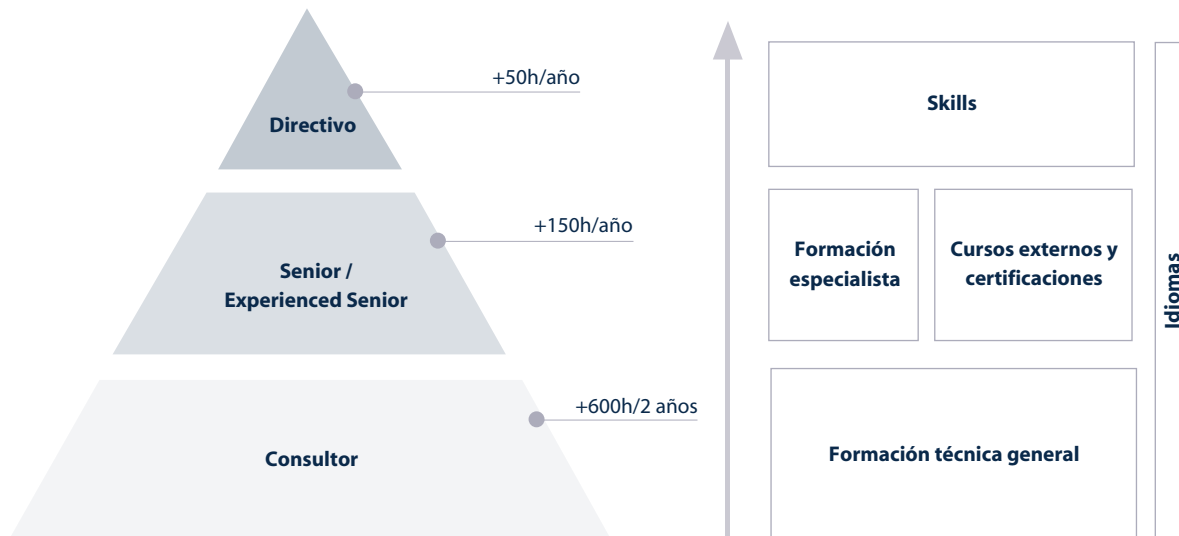 +50h/año
Directivo
+150h/año
Senior /
Experienced Senior
+600h/2 años
Consultor
Skills
Formación
especialista
Cursos externos y
certificaciones
Formación técnica general
Idiomas